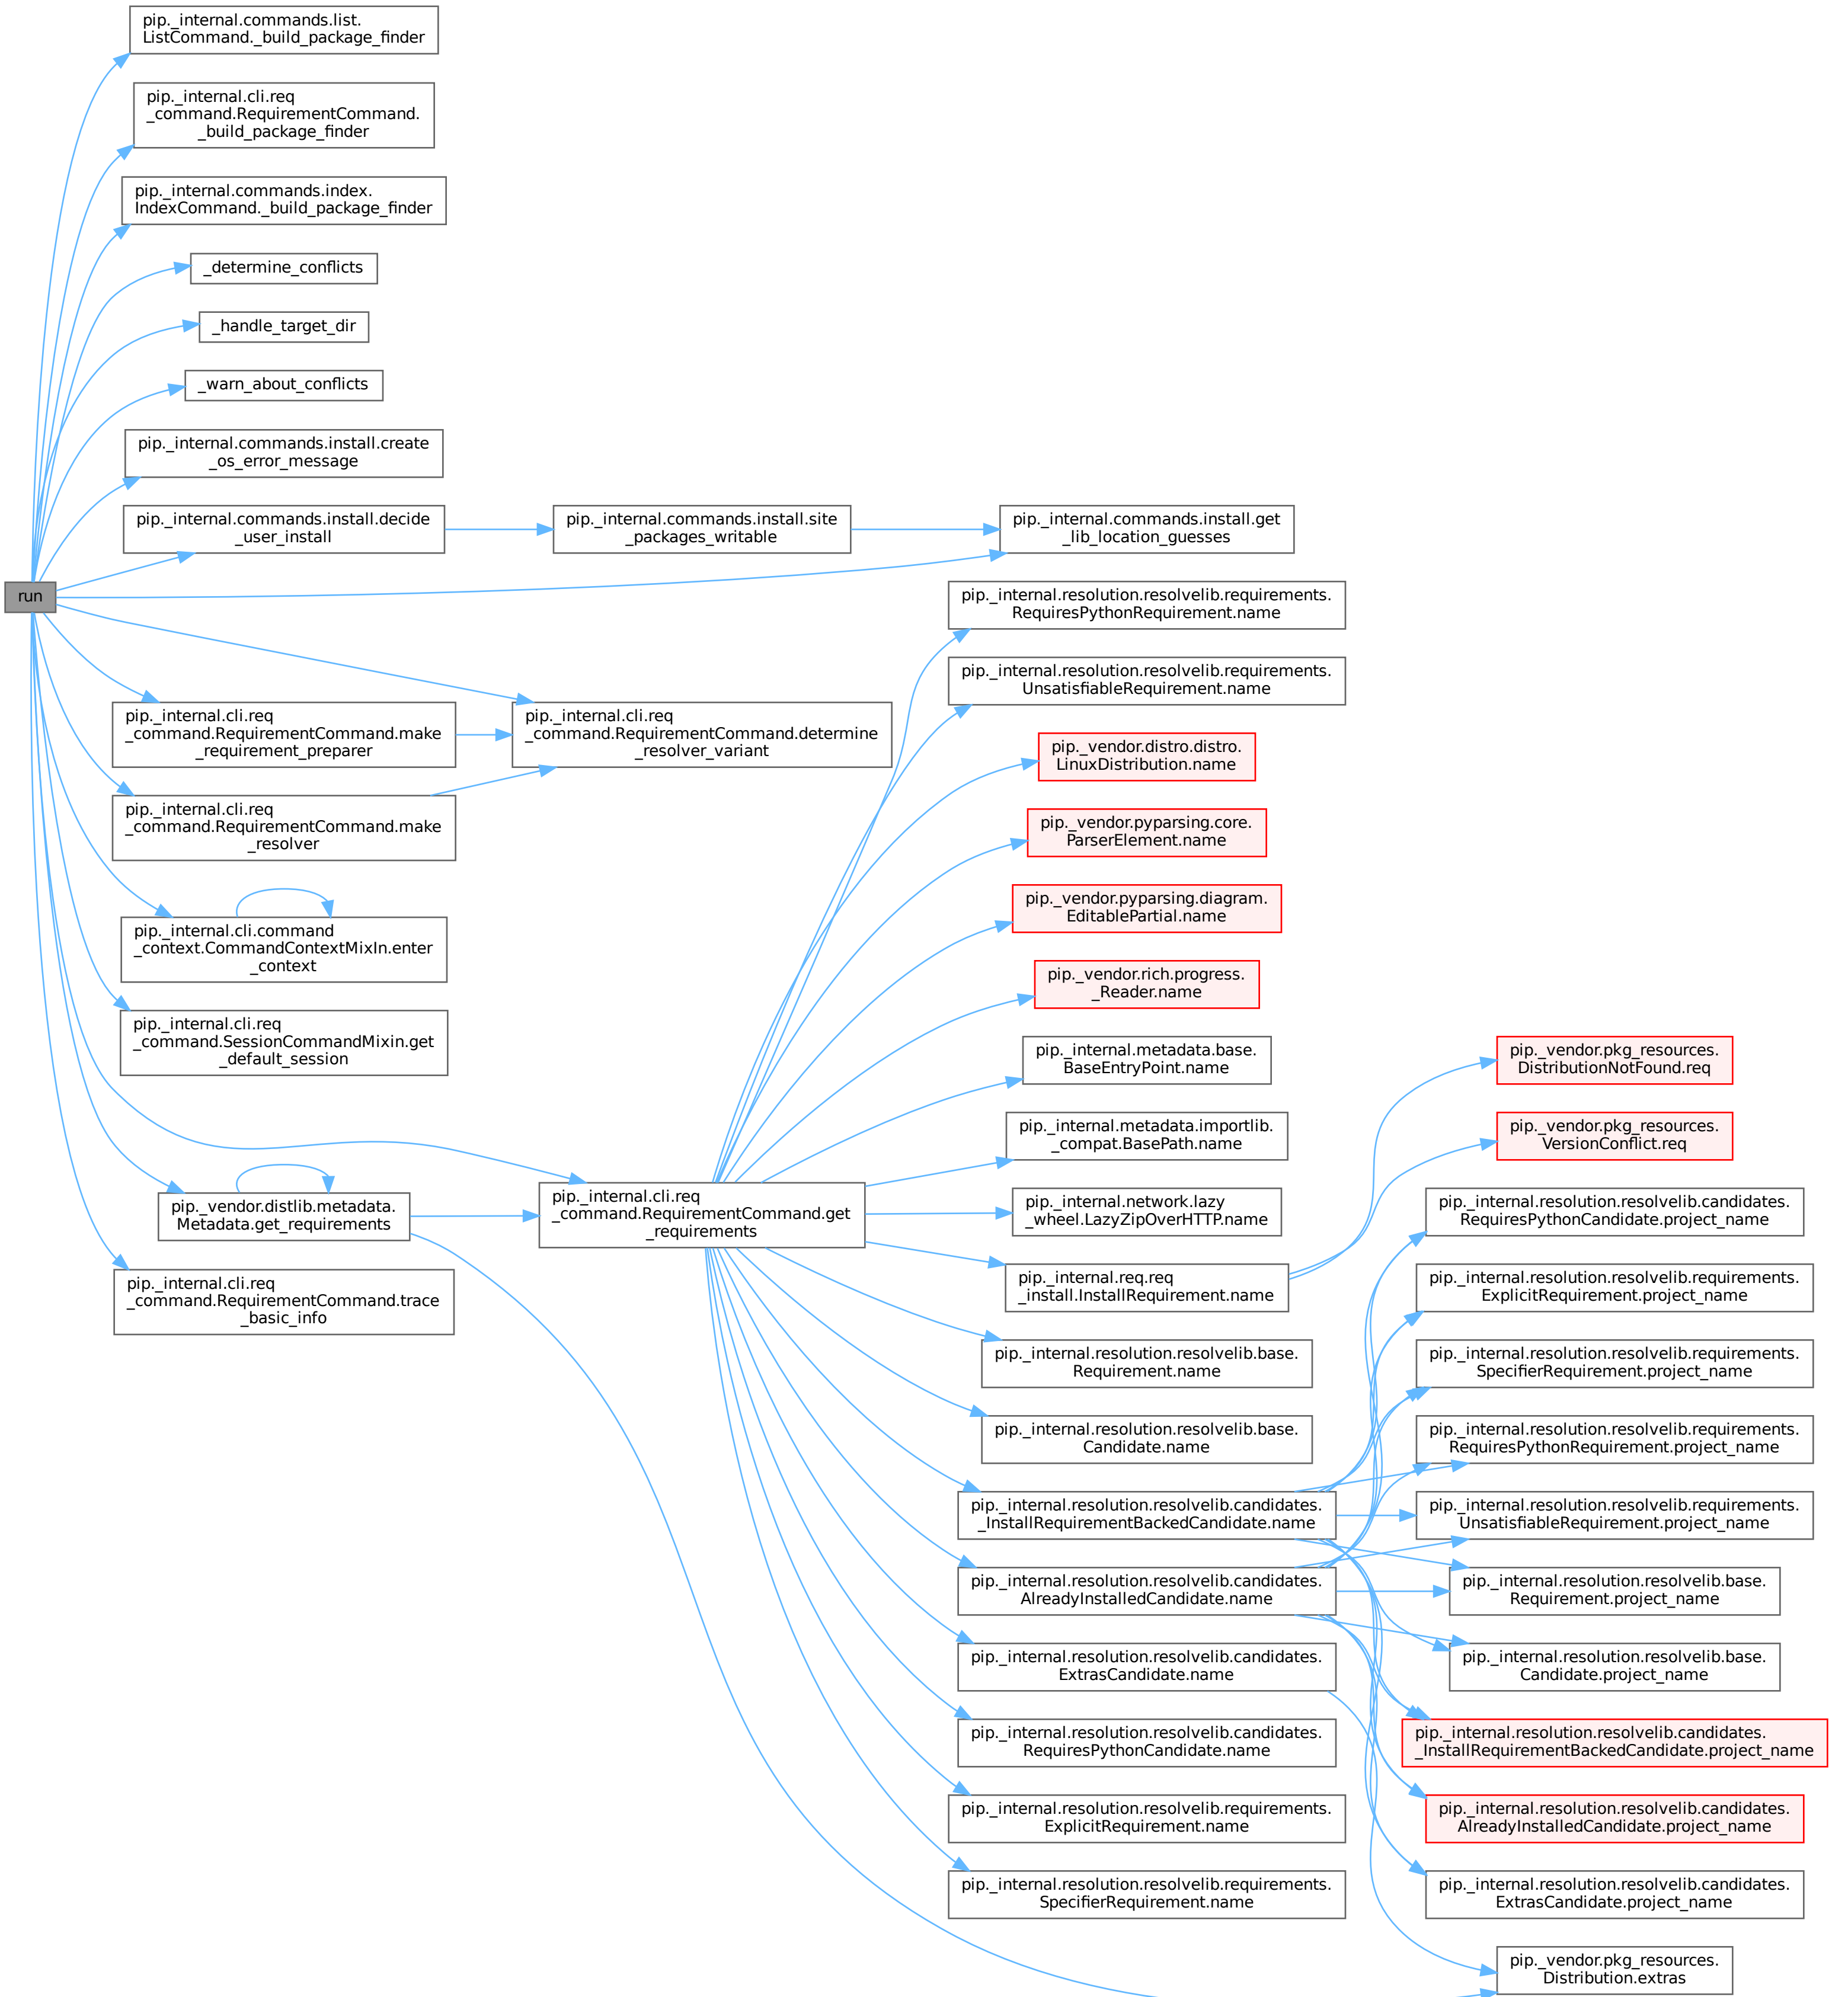 pip._internal.commands.list.
ListCommand._build_package_finder
pip._internal.cli.req
_command.RequirementCommand.
_build_package_finder
pip._internal.commands.index.
IndexCommand._build_package_finder
_determine_conflicts
_handle_target_dir
_warn_about_conflicts
pip._internal.commands.install.create
_os_error_message
pip._internal.commands.install.decide
_user_install
pip._internal.commands.install.site
_packages_writable
pip._internal.commands.install.get
_lib_location_guesses
run
pip._internal.resolution.resolvelib.requirements.
RequiresPythonRequirement.name
pip._internal.resolution.resolvelib.requirements.
UnsatisfiableRequirement.name
pip._internal.cli.req
_command.RequirementCommand.make
_requirement_preparer
pip._internal.cli.req
_command.RequirementCommand.determine
_resolver_variant
pip._vendor.distro.distro.
LinuxDistribution.name
pip._internal.cli.req
_command.RequirementCommand.make
_resolver
pip._vendor.pyparsing.core.
ParserElement.name
pip._vendor.pyparsing.diagram.
EditablePartial.name
pip._internal.cli.command
_context.CommandContextMixIn.enter
_context
pip._vendor.rich.progress.
_Reader.name
pip._internal.cli.req
_command.SessionCommandMixin.get
_default_session
pip._internal.metadata.base.
BaseEntryPoint.name
pip._vendor.pkg_resources.
DistributionNotFound.req
pip._internal.metadata.importlib.
_compat.BasePath.name
pip._vendor.pkg_resources.
VersionConflict.req
pip._vendor.distlib.metadata.
Metadata.get_requirements
pip._internal.cli.req
_command.RequirementCommand.get
_requirements
pip._internal.network.lazy
_wheel.LazyZipOverHTTP.name
pip._internal.resolution.resolvelib.candidates.
RequiresPythonCandidate.project_name
pip._internal.cli.req
_command.RequirementCommand.trace
_basic_info
pip._internal.req.req
_install.InstallRequirement.name
pip._internal.resolution.resolvelib.requirements.
ExplicitRequirement.project_name
pip._internal.resolution.resolvelib.base.
Requirement.name
pip._internal.resolution.resolvelib.requirements.
SpecifierRequirement.project_name
pip._internal.resolution.resolvelib.base.
Candidate.name
pip._internal.resolution.resolvelib.requirements.
RequiresPythonRequirement.project_name
pip._internal.resolution.resolvelib.candidates.
_InstallRequirementBackedCandidate.name
pip._internal.resolution.resolvelib.requirements.
UnsatisfiableRequirement.project_name
pip._internal.resolution.resolvelib.candidates.
AlreadyInstalledCandidate.name
pip._internal.resolution.resolvelib.base.
Requirement.project_name
pip._internal.resolution.resolvelib.candidates.
ExtrasCandidate.name
pip._internal.resolution.resolvelib.base.
Candidate.project_name
pip._internal.resolution.resolvelib.candidates.
RequiresPythonCandidate.name
pip._internal.resolution.resolvelib.candidates.
_InstallRequirementBackedCandidate.project_name
pip._internal.resolution.resolvelib.requirements.
ExplicitRequirement.name
pip._internal.resolution.resolvelib.candidates.
AlreadyInstalledCandidate.project_name
pip._internal.resolution.resolvelib.requirements.
SpecifierRequirement.name
pip._internal.resolution.resolvelib.candidates.
ExtrasCandidate.project_name
pip._vendor.pkg_resources.
Distribution.extras